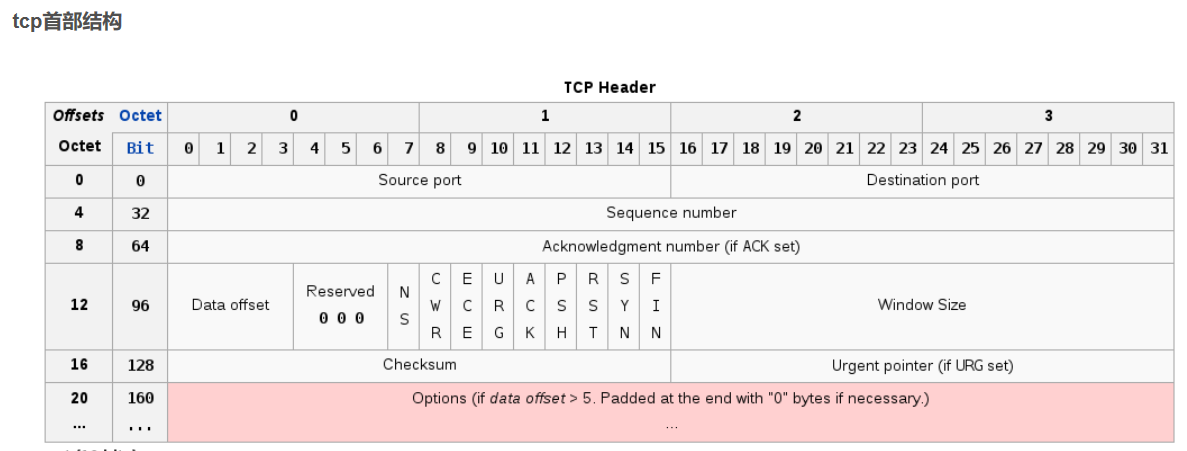 tcp首部结构
TCP Header
Offsets Octet 0 1 2 3
Octet Bit 0 1 2 3 4 5 6 7 8 9 10 11 12 13 14 15 16 17 18 19 20 21 22 23 24 25 26 27 28 29 30 31
0 0 Source port Destination port
4 32 Sequence number
8 64 Acknowledgment number (if ACK set)
12 96 Data offset Reserved 0 0 0 NS CWR ECE URG ACK PSH RST SYN FIN Window Size
16 128 Checksum Urgent pointer (if URG set)
20 160 Options (if data offset > 5. Padded at the end with "0" bytes if necessary.)
... ... ...